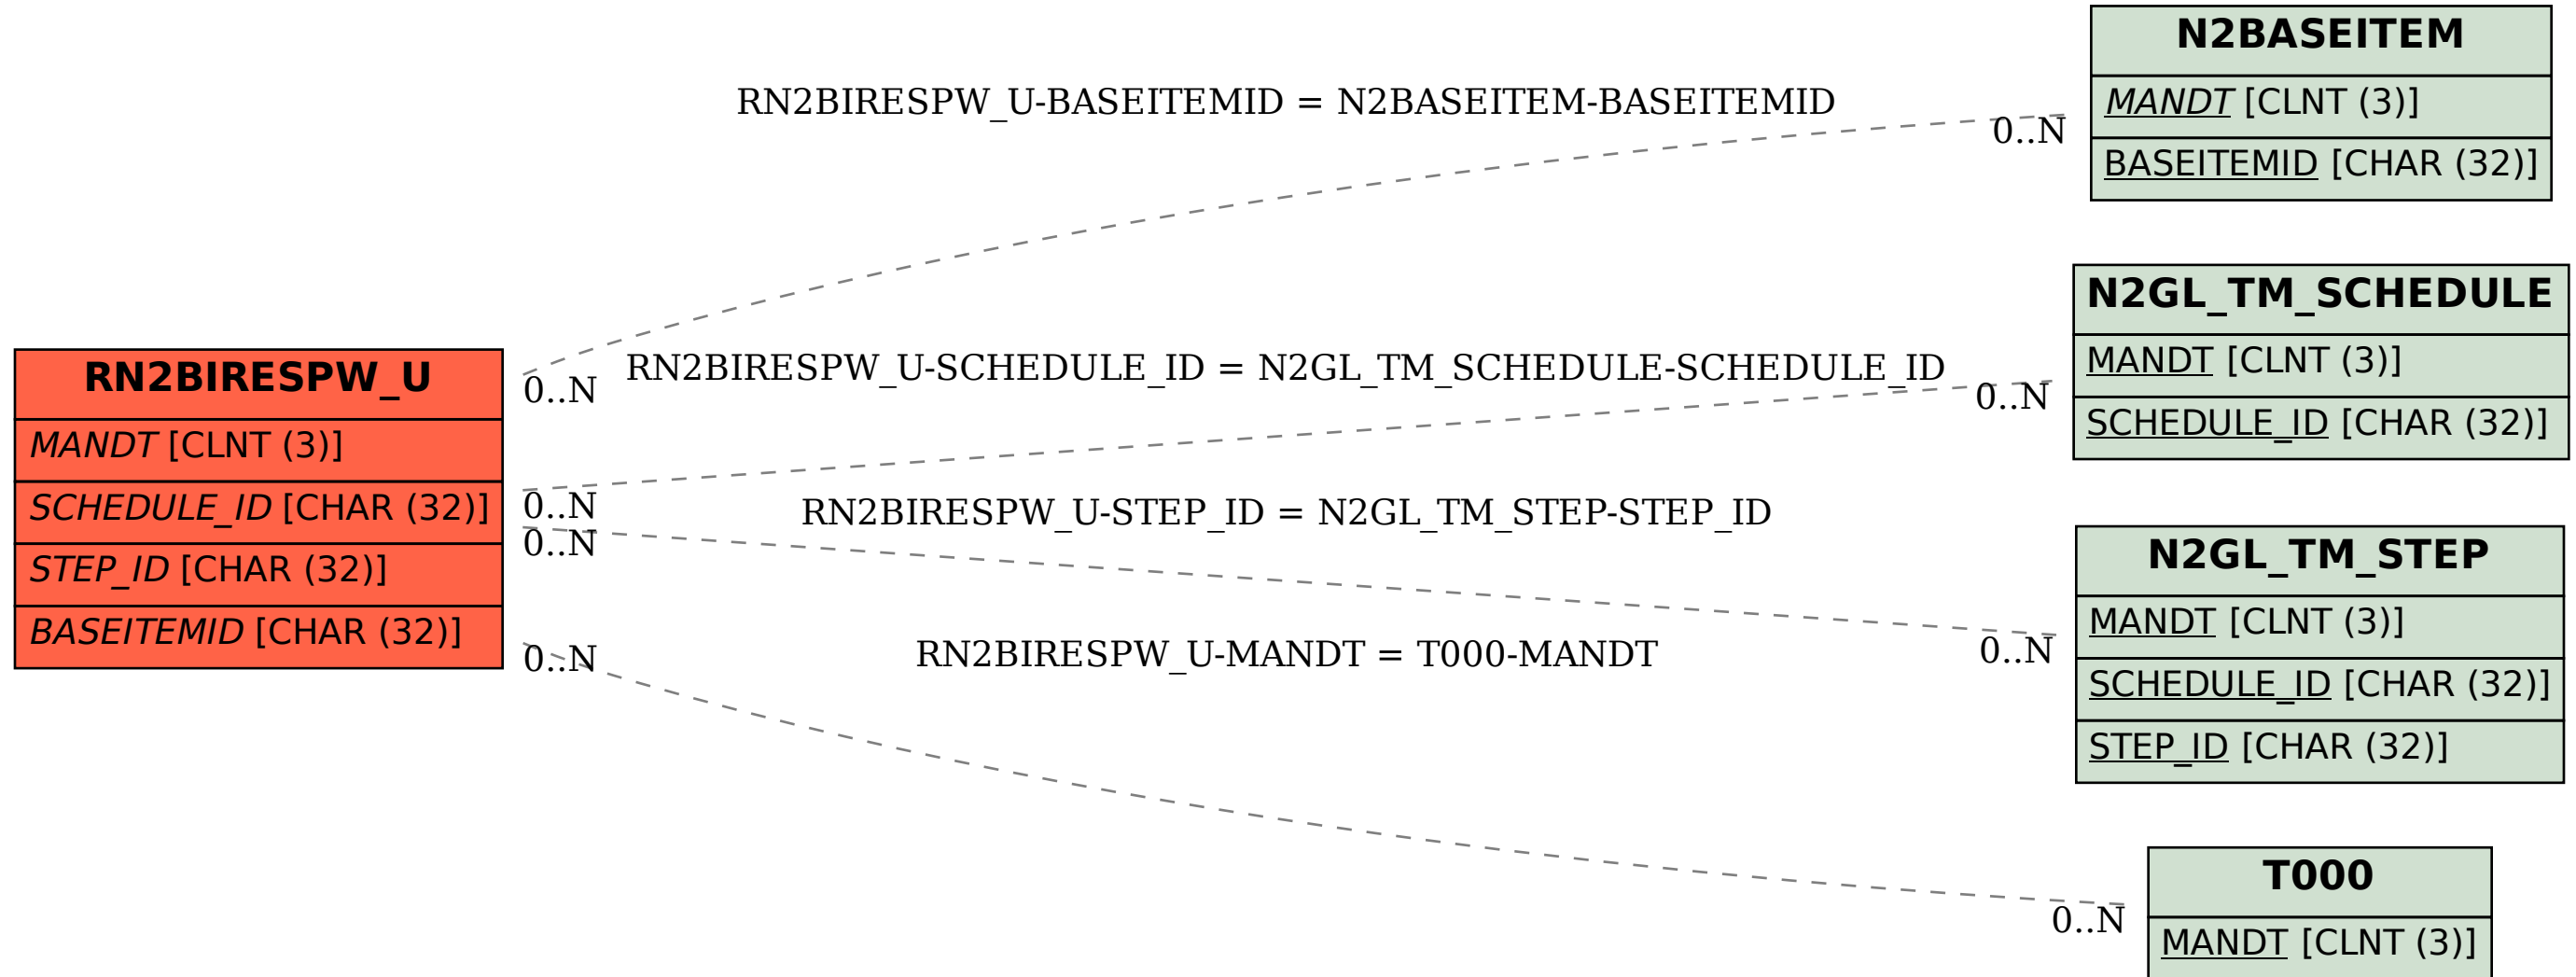 N2BASEITEM
MANDT [CLNT (3)]
BASEITEMID [CHAR (32)]
RN2BIRESPW_U-BASEITEMID = N2BASEITEM-BASEITEMID
0..N
N2GL_TM_SCHEDULE
MANDT [CLNT (3)]
SCHEDULE_ID [CHAR (32)]
RN2BIRESPW_U-SCHEDULE_ID = N2GL_TM_SCHEDULE-SCHEDULE_ID
0..N
RN2BIRESPW_U
MANDT [CLNT (3)]
SCHEDULE_ID [CHAR (32)]
STEP_ID [CHAR (32)]
BASEITEMID [CHAR (32)]
0..N
0..N
0..N
0..N
RN2BIRESPW_U-STEP_ID = N2GL_TM_STEP-STEP_ID
0..N
N2GL_TM_STEP
MANDT [CLNT (3)]
SCHEDULE_ID [CHAR (32)]
STEP_ID [CHAR (32)]
RN2BIRESPW_U-MANDT = T000-MANDT
0..N
T000
MANDT [CLNT (3)]